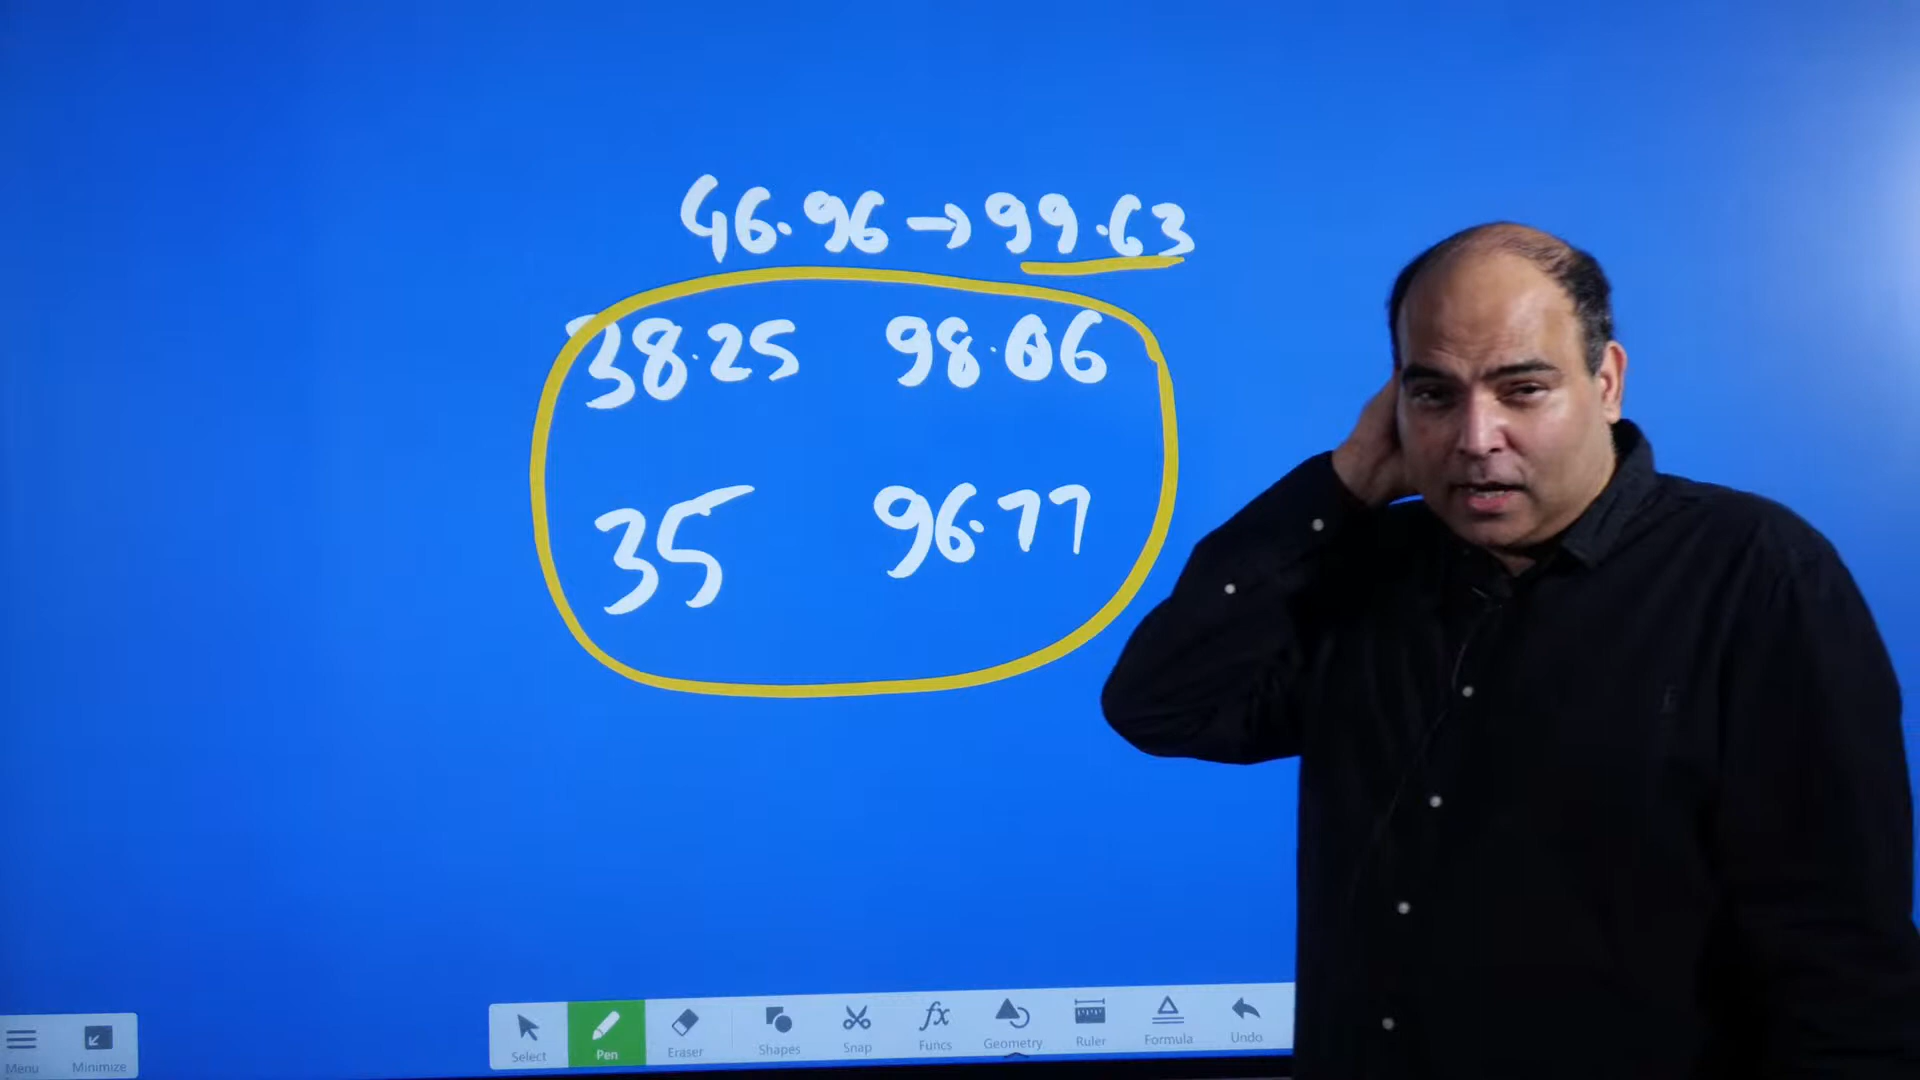 46.96 → 99.63
38.25 98.06
35 96.77
Menu
Minimize
Select
Pen
Eraser
Shapes
Snap
fx
Funcs
Geometry
Ruler
Formula
Undo